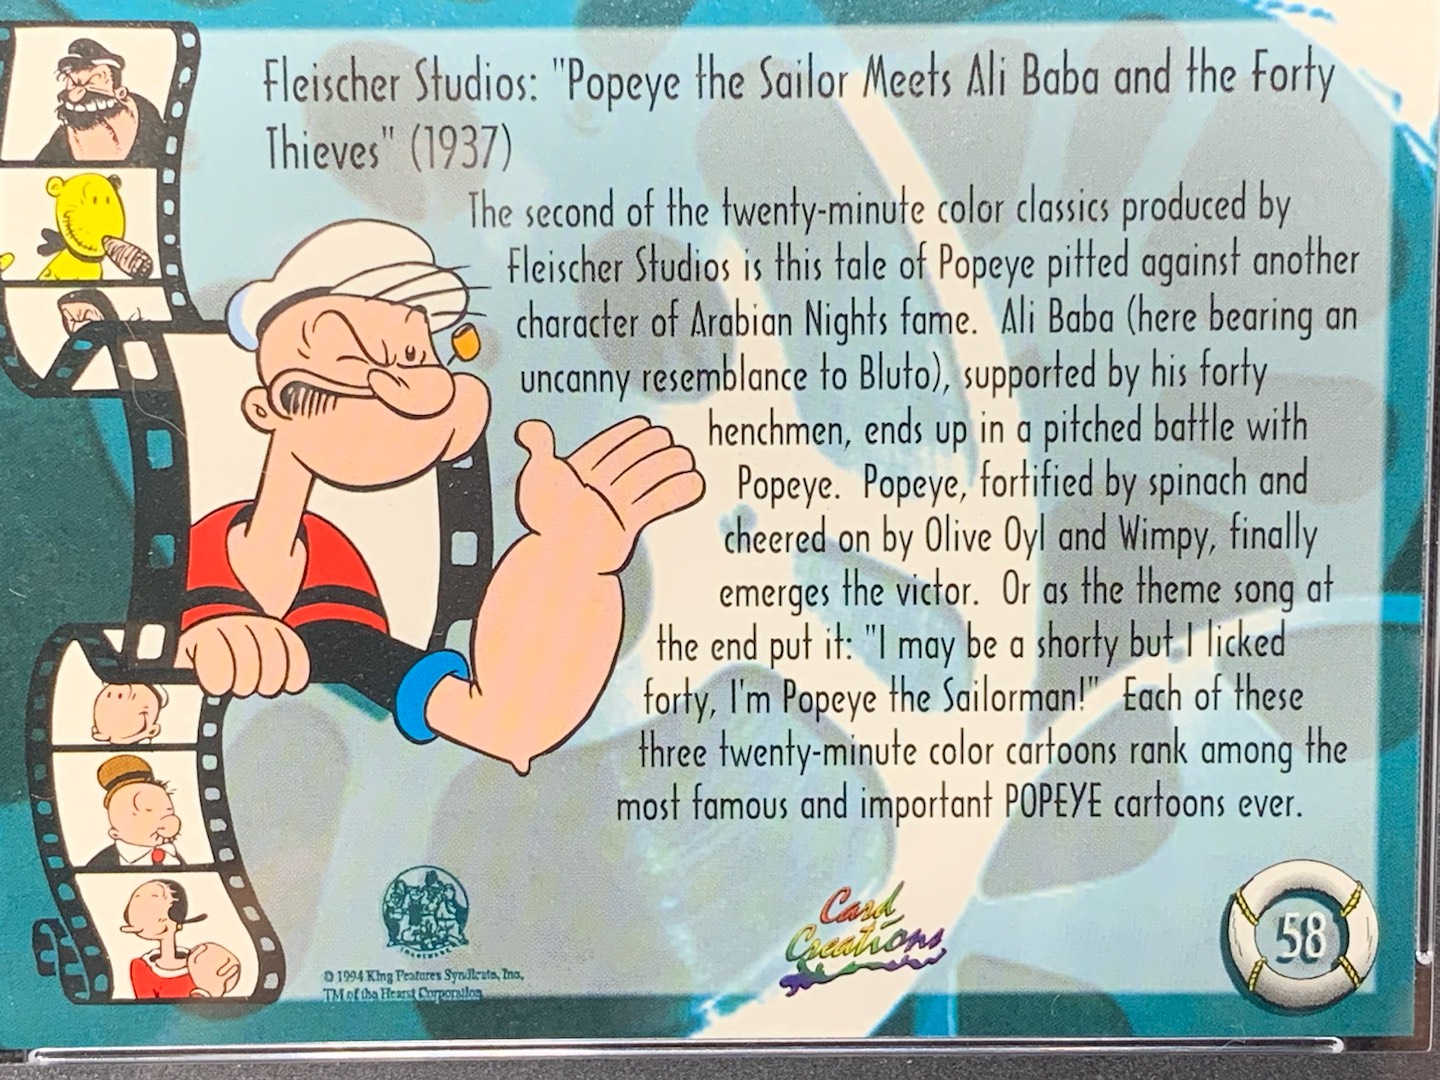 Fleischer Studios: "Popeye the Sailor Meets Ali Baba and the Forty
Thieves" (1937)
The second of the twenty-minute color classics produced by
Fleischer Studios is this tale of Popeye pitted against another
character of Arabian Nights fame. Ali Baba (here bearing an
uncanny resemblance to Bluto), supported by his forty
henchmen, ends up in a pitched battle with
Popeye. Popeye, fortified by spinach and
cheered on by Olive Oyl and Wimpy, finally
emerges the victor. Or as the theme song at
the end put it: "I may be a shorty but I licked
forty, I'm Popeye the Sailorman!" Each of these
three twenty-minute color cartoons rank among the
most famous and important POPEYE cartoons ever.
Card
Creations
58
© 1994 King Features Syndicate, Inc,
TM of the Hearst Corporation